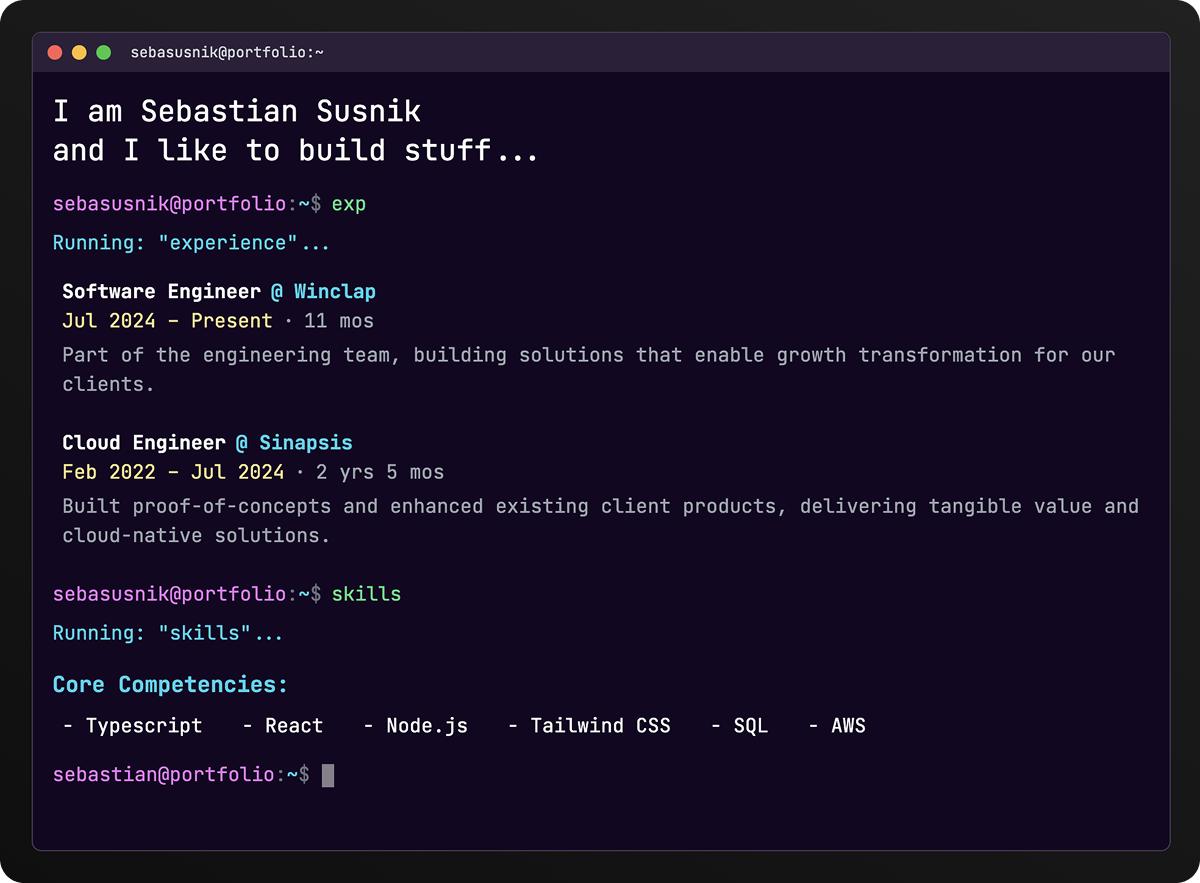 sebasusnik@portfolio:~
I am Sebastian Susnik
and I like to build stuff...
sebasusnik@portfolio:~$ exp
Running: "experience"...
Software Engineer @ Winclap
Jul 2024 – Present · 11 mos
Part of the engineering team, building solutions that enable growth transformation for our
clients.
Cloud Engineer @ Sinapsis
Feb 2022 – Jul 2024 · 2 yrs 5 mos
Built proof-of-concepts and enhanced existing client products, delivering tangible value and
cloud-native solutions.
sebasusnik@portfolio:~$ skills
Running: "skills"...
Core Competencies:
- Typescript - React - Node.js - Tailwind CSS - SQL - AWS
sebastian@portfolio:~$